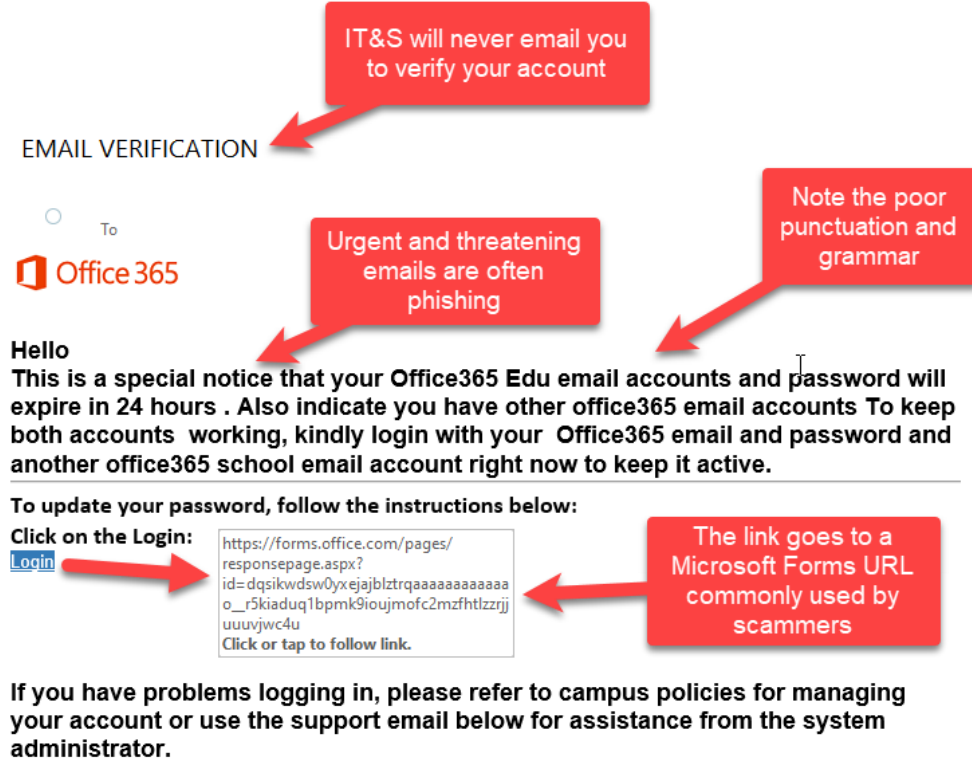 IT&S will never email you
to verify your account
EMAIL VERIFICATION
To
Office 365
Urgent and threatening
emails are often
phishing
Note the poor
punctuation and
grammar
Hello
This is a special notice that your Office365 Edu email accounts and password will
expire in 24 hours . Also indicate you have other office365 email accounts To keep
both accounts  working, kindly login with your  Office365 email and password and
another office365 school email account right now to keep it active.
To update your password, follow the instructions below:
Click on the Login:
Login
https://forms.office.com/pages/
responsepage.aspx?
id=dqsikwdsw0yxejajblztrqaaaaaaaaaaaa
o__r5kiaduq1bpmk9ioujmofc2mzfhtlzzrjj
uuuvjwc4u
Click or tap to follow link.
The link goes to a
Microsoft Forms URL
commonly used by
scammers
If you have problems logging in, please refer to campus policies for managing
your account or use the support email below for assistance from the system
administrator.